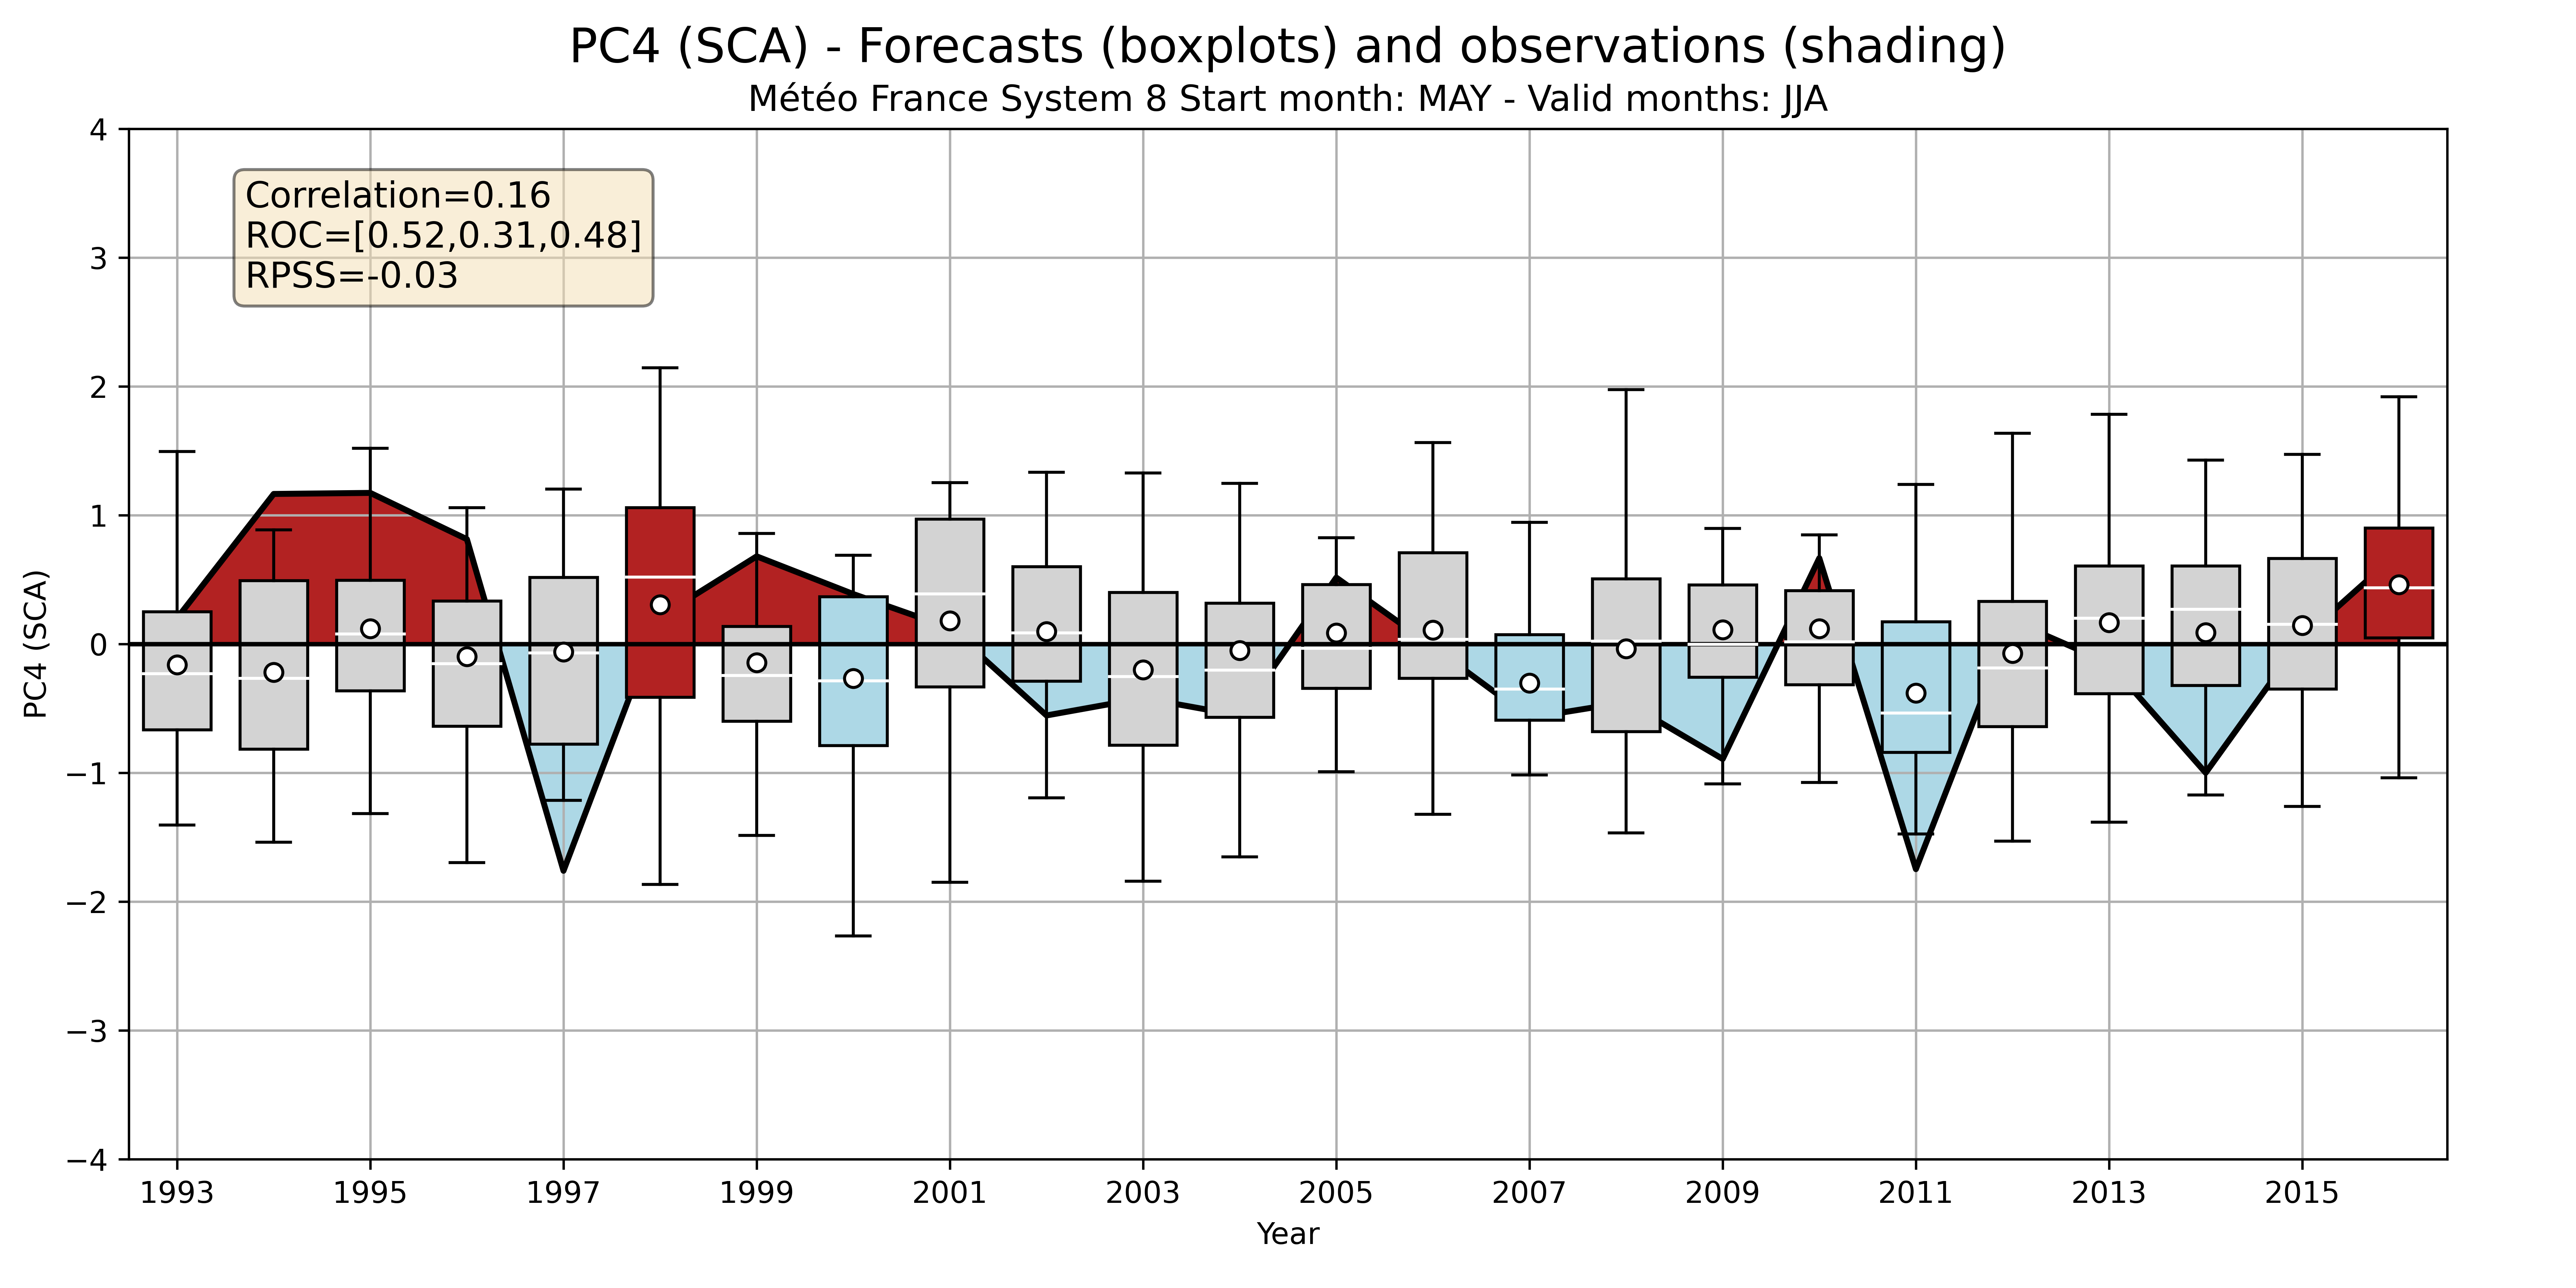 PC4 (SCA) - Forecasts (boxplots) and observations (shading)
Météo France System 8 Start month: MAY - Valid months: JJA
Correlation=0.16
ROC=[0.52,0.31,0.48]
RPSS=-0.03
PC4 (SCA)
4
3
2
1
0
−1
−2
−3
−4
1993 1995 1997 1999 2001 2003 2005 2007 2009 2011 2013 2015
Year